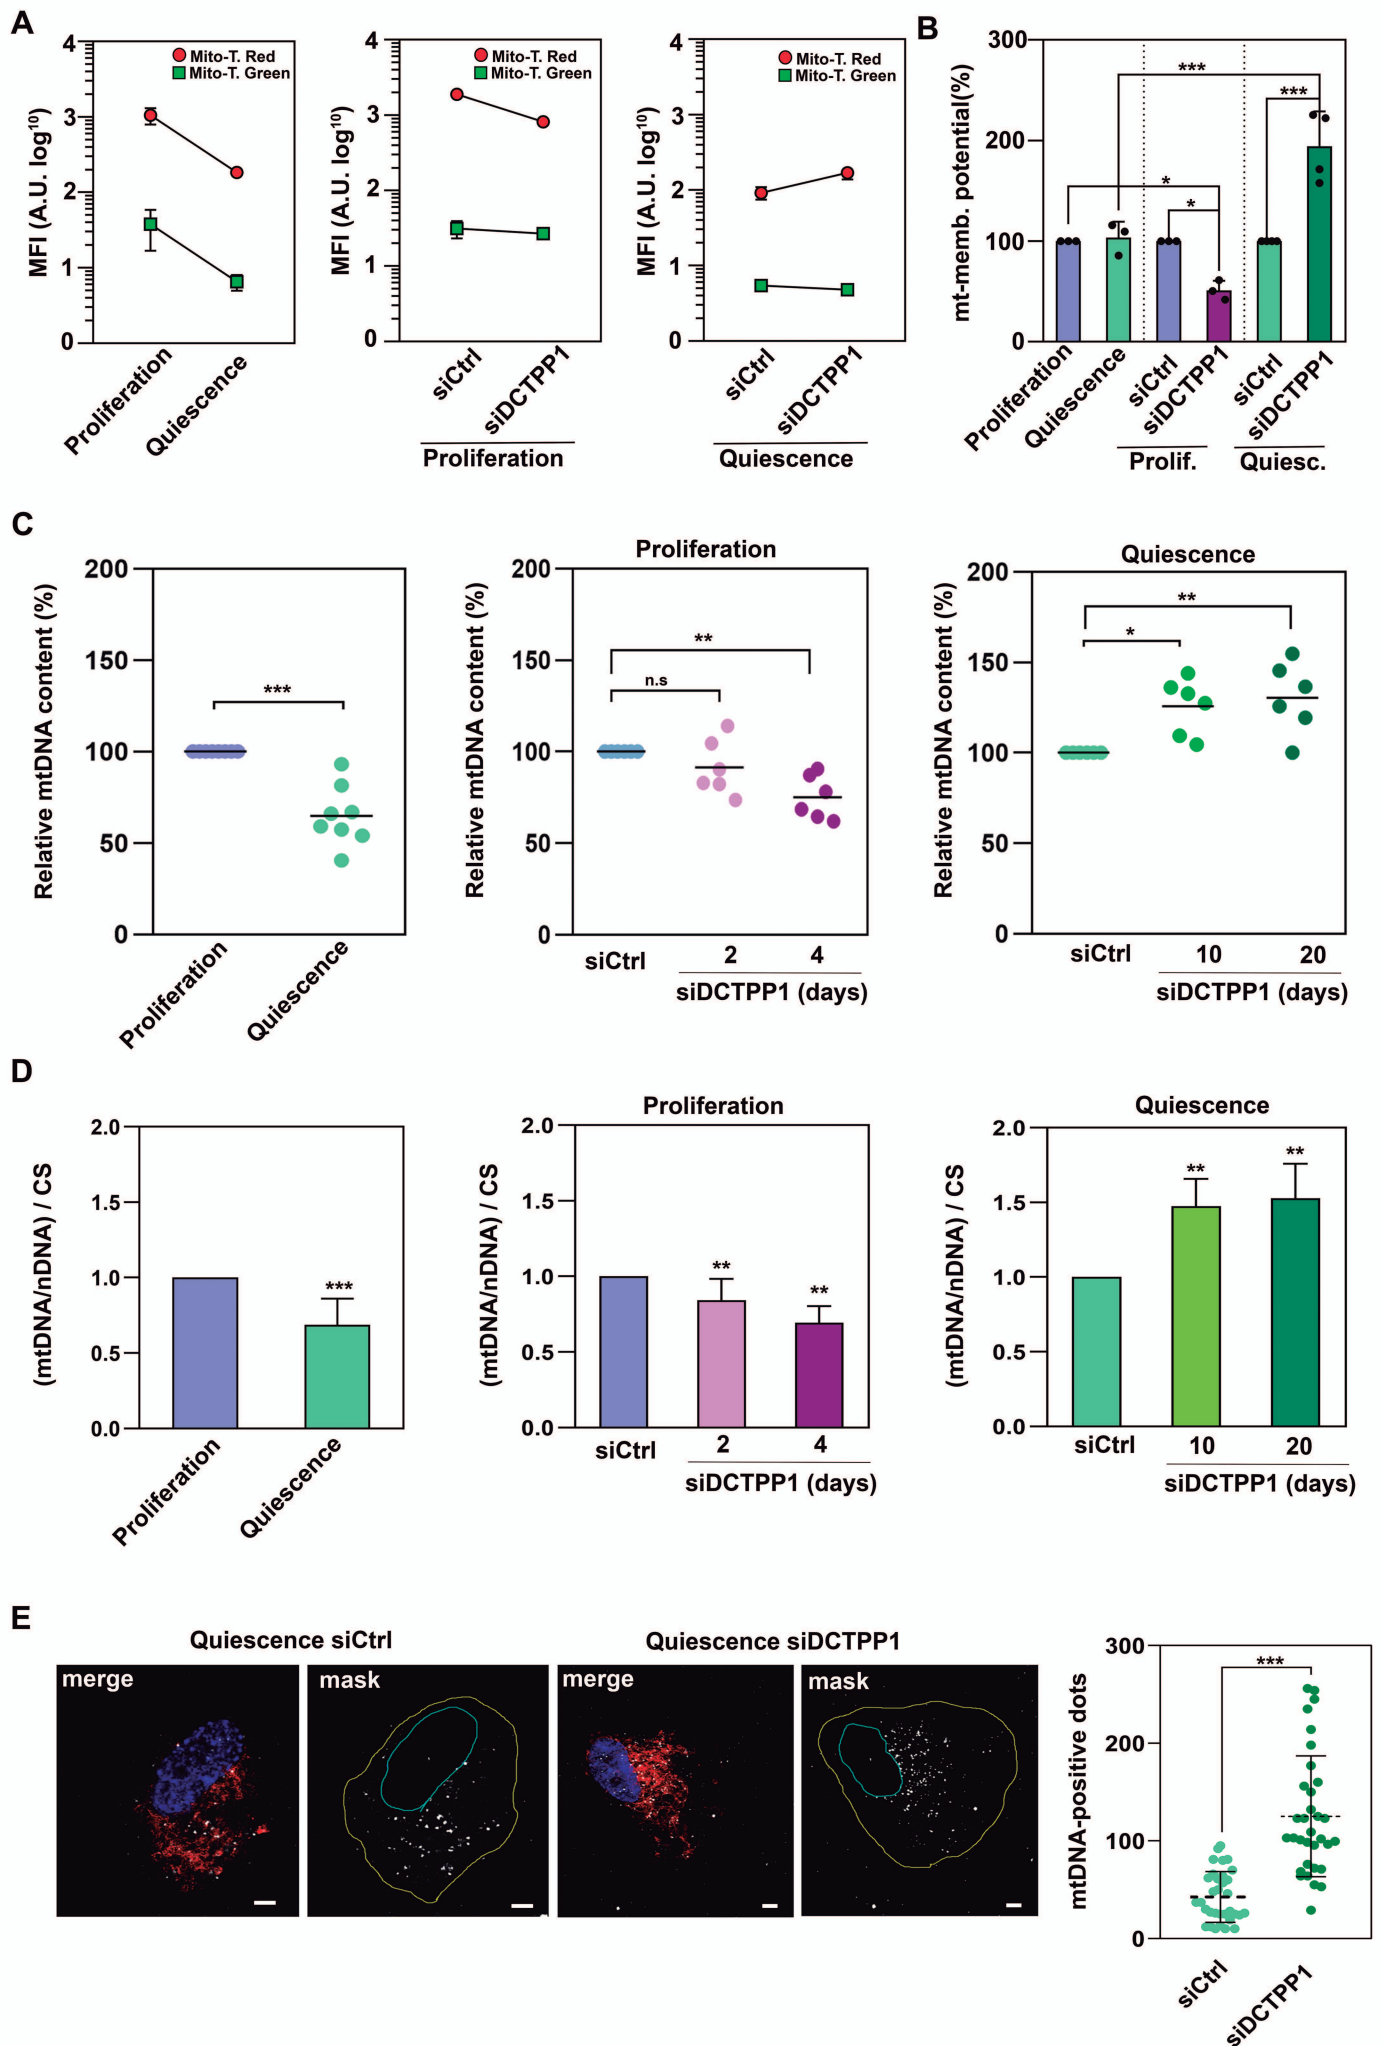 A
MFI (A.U. log¹⁰)
4
3
2
1
0
Mito-T. Red
Mito-T. Green
Proliferation
Quiescence
MFI (A.U. log¹⁰)
4
3
2
1
0
Mito-T. Red
Mito-T. Green
siCtrl
siDCTPP1
Proliferation
MFI (A.U. log¹⁰)
4
3
2
1
0
Mito-T. Red
Mito-T. Green
siCtrl
siDCTPP1
Quiescence
B
mt-memb. potential(%)
300
200
100
0
***
***
*
*
Proliferation
Quiescence
siCtrl
siDCTPP1
siCtrl
siDCTPP1
Prolif.
Quiesc.
C
Relative mtDNA content (%)
200
150
100
50
0
***
Proliferation
Quiescence
Proliferation
Relative mtDNA content (%)
200
150
100
50
0
**
n.s
siCtrl
2
4
siDCTPP1 (days)
Quiescence
Relative mtDNA content (%)
200
150
100
50
0
**
*
siCtrl
10
20
siDCTPP1 (days)
D
(mtDNA/nDNA) / CS
2.0
1.5
1.0
0.5
0.0
***
Proliferation
Quiescence
Proliferation
(mtDNA/nDNA) / CS
2.0
1.5
1.0
0.5
0.0
**
**
siCtrl
2
4
siDCTPP1 (days)
Quiescence
(mtDNA/nDNA) / CS
2.0
1.5
1.0
0.5
0.0
**
**
siCtrl
10
20
siDCTPP1 (days)
E
Quiescence siCtrl
merge
mask
Quiescence siDCTPP1
merge
mask
mtDNA-positive dots
300
200
100
0
***
siCtrl
siDCTPP1